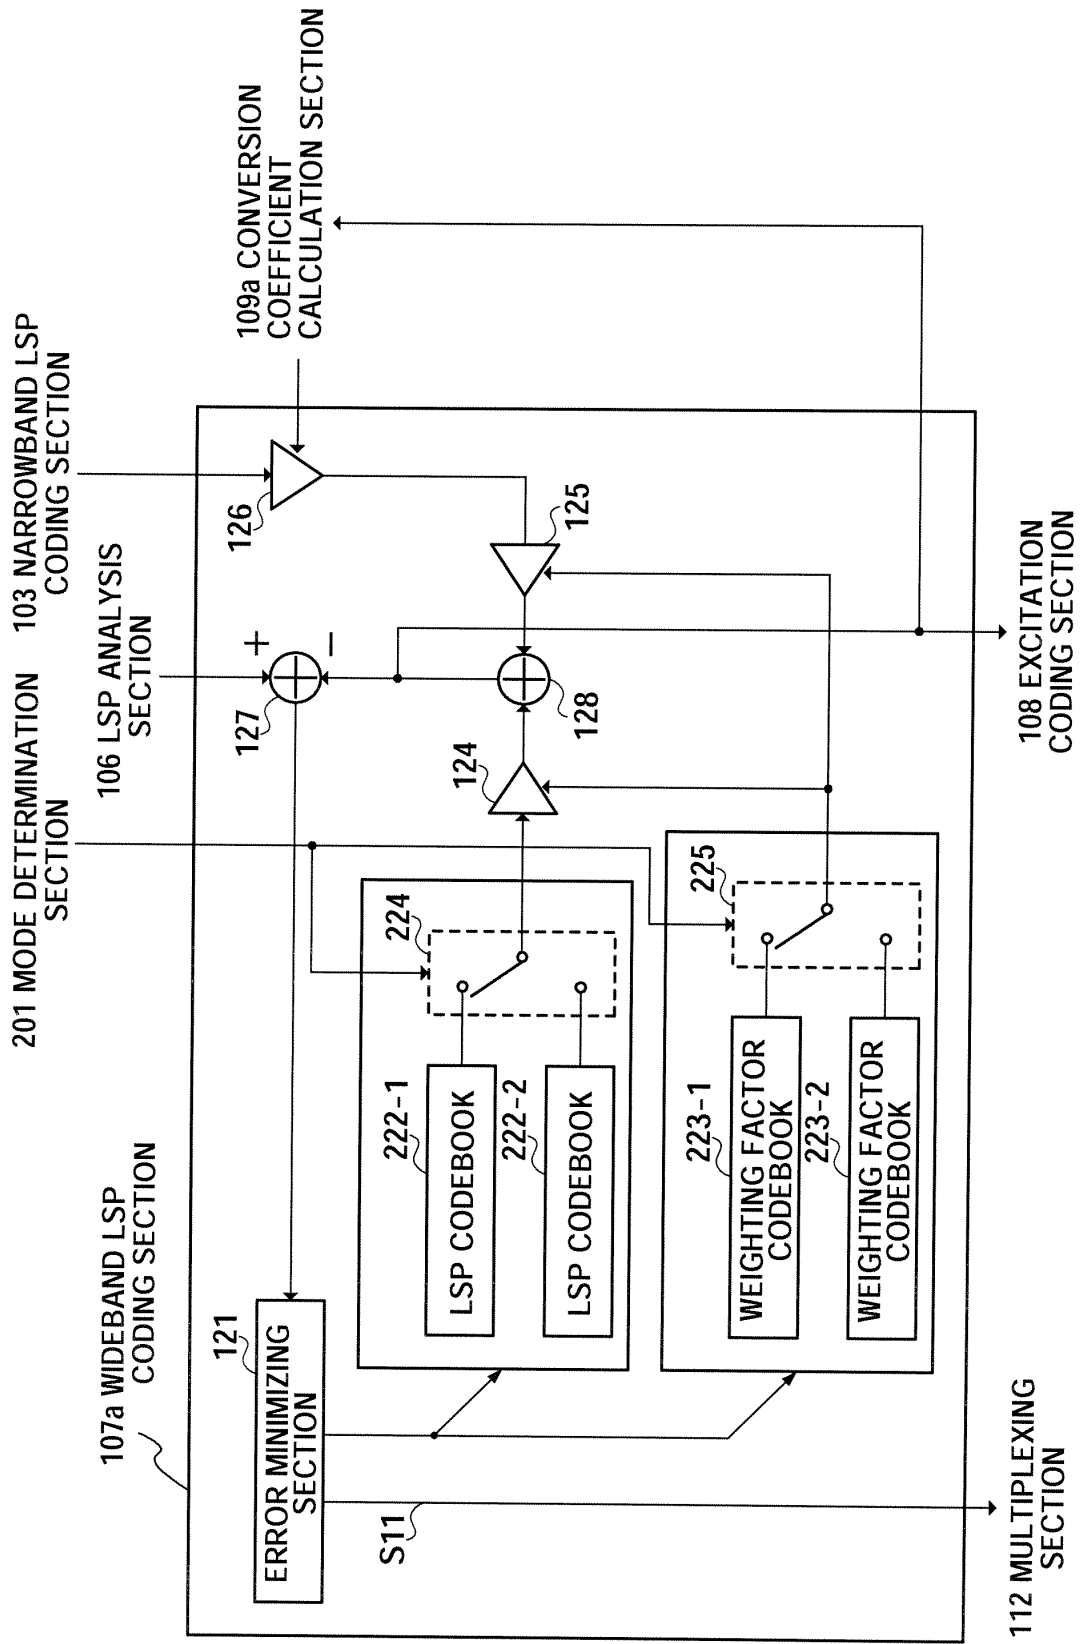 201 MODE DETERMINATION
SECTION
106 LSP ANALYSIS
SECTION
103 NARROWBAND LSP
CODING SECTION
109a CONVERSION
COEFFICIENT
CALCULATION SECTION
107a WIDEBAND LSP
CODING SECTION
121
ERROR MINIMIZING
SECTION
127
+
−
126
S11
222-1
LSP CODEBOOK
222-2
LSP CODEBOOK
224
124
128
125
223-1
WEIGHTING FACTOR
CODEBOOK
223-2
WEIGHTING FACTOR
CODEBOOK
225
112 MULTIPLEXING
SECTION
108 EXCITATION
CODING SECTION